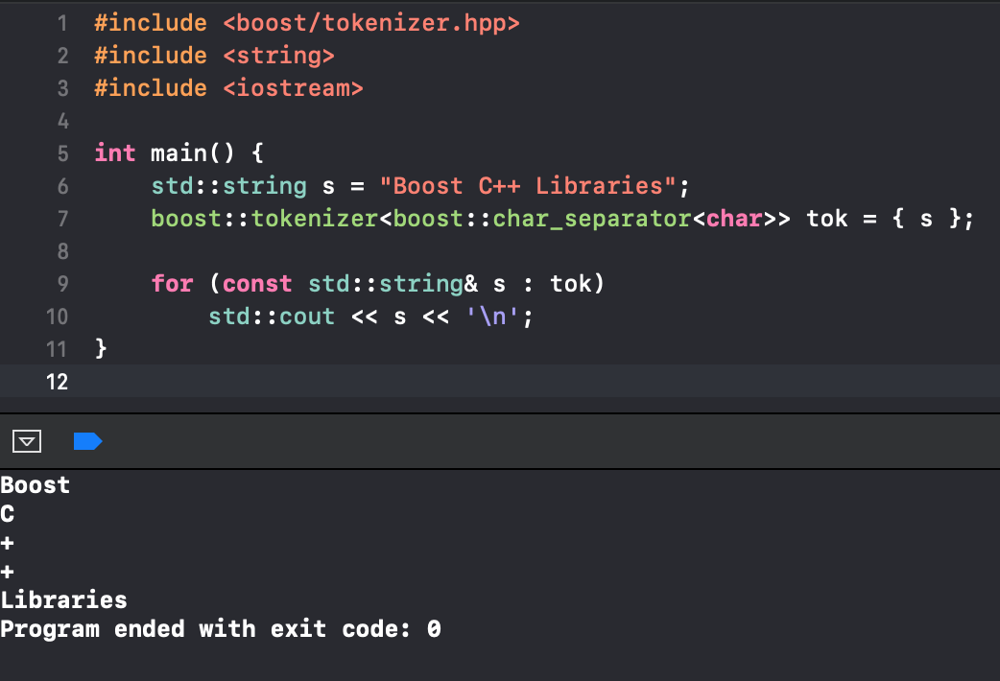 1 #include <boost/tokenizer.hpp>
2 #include <string>
3 #include <iostream>
4
5 int main() {
6     std::string s = "Boost C++ Libraries";
7     boost::tokenizer<boost::char_separator<char>> tok = { s };
8
9     for (const std::string& s : tok)
10         std::cout << s << '\n';
11 }
12
Boost
C
+
+
Libraries
Program ended with exit code: 0